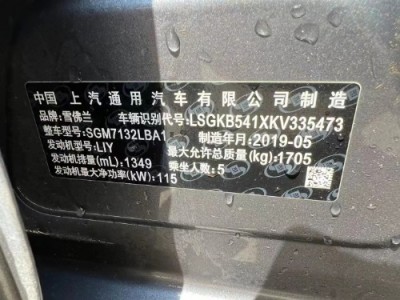 中国 上汽通用汽车有限公司制造
品牌:雪佛兰 车辆识别代号:LSGKB541XKV335473
整车型号:SGM7132LBA1 制造年月:2019-05
发动机型号:LIY 最大允许总质量(kg):1705
发动机排量(mL):1349 乘坐人数:5
发动机最大净功率(kW):115